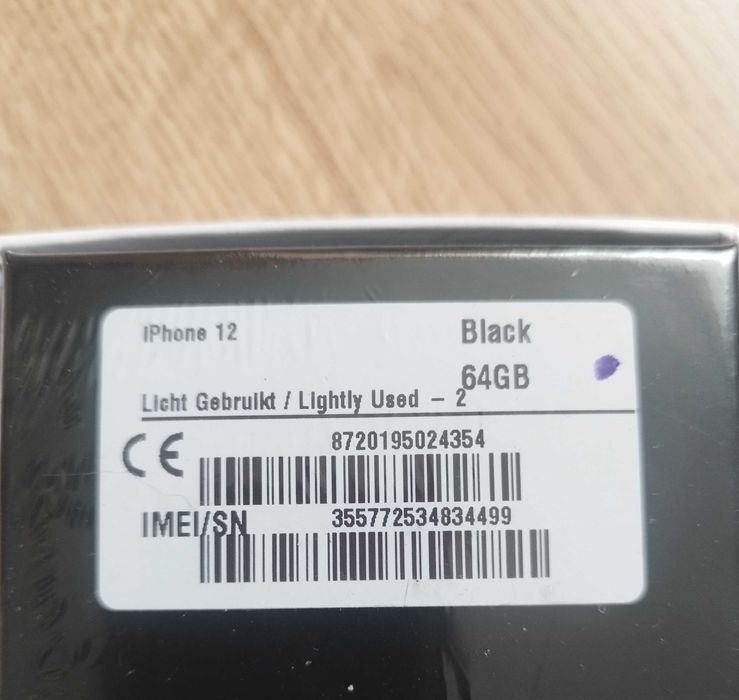 iPhone 12 Black
64GB
Licht Gebruikt / Lightly Used - 2
CE 8720195024354
IMEI/SN 355772534834499